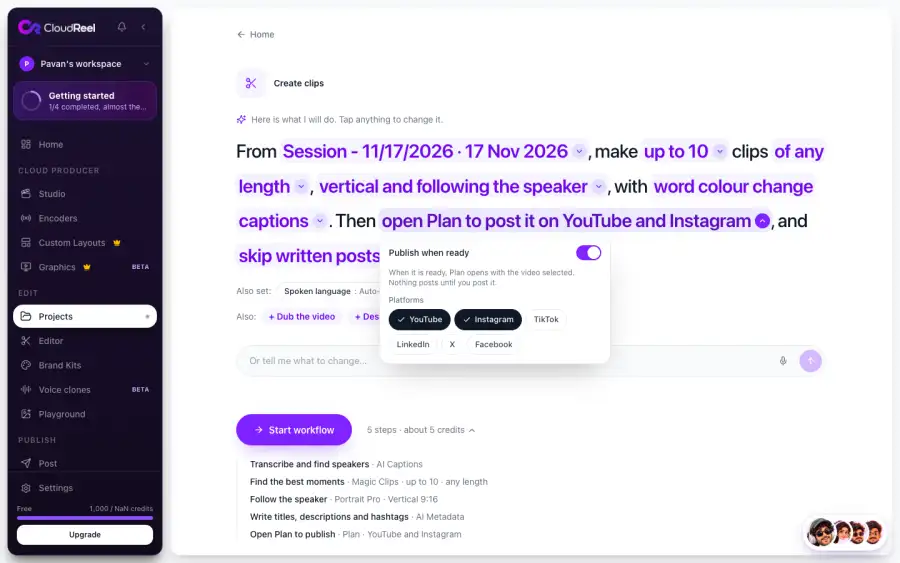 CloudReel
P Pavan's workspace
Getting started
1/4 completed, almost the...
Home
CLOUD PRODUCER
Studio
Encoders
Custom Layouts
Graphics BETA
EDIT
Projects
Editor
Brand Kits
Voice clones BETA
Playground
PUBLISH
Post
Settings
Free 1,000 / NaN credits
Upgrade
← Home
Create clips
Here is what I will do. Tap anything to change it.
From Session - 11/17/2026 · 17 Nov 2026 , make up to 10 clips of any
length , vertical and following the speaker , with word colour change
captions . Then open Plan to post it on YouTube and Instagram , and
skip written posts
Also set: Spoken language : Auto-
Also: + Dub the video + Des
Publish when ready
When it is ready, Plan opens with the video selected.
Nothing posts until you post it.
Platforms
YouTube Instagram TikTok
LinkedIn X Facebook
Or tell me what to change...
→ Start workflow 5 steps · about 5 credits
Transcribe and find speakers · AI Captions
Find the best moments · Magic Clips · up to 10 · any length
Follow the speaker · Portrait Pro · Vertical 9:16
Write titles, descriptions and hashtags · AI Metadata
Open Plan to publish · Plan · YouTube and Instagram